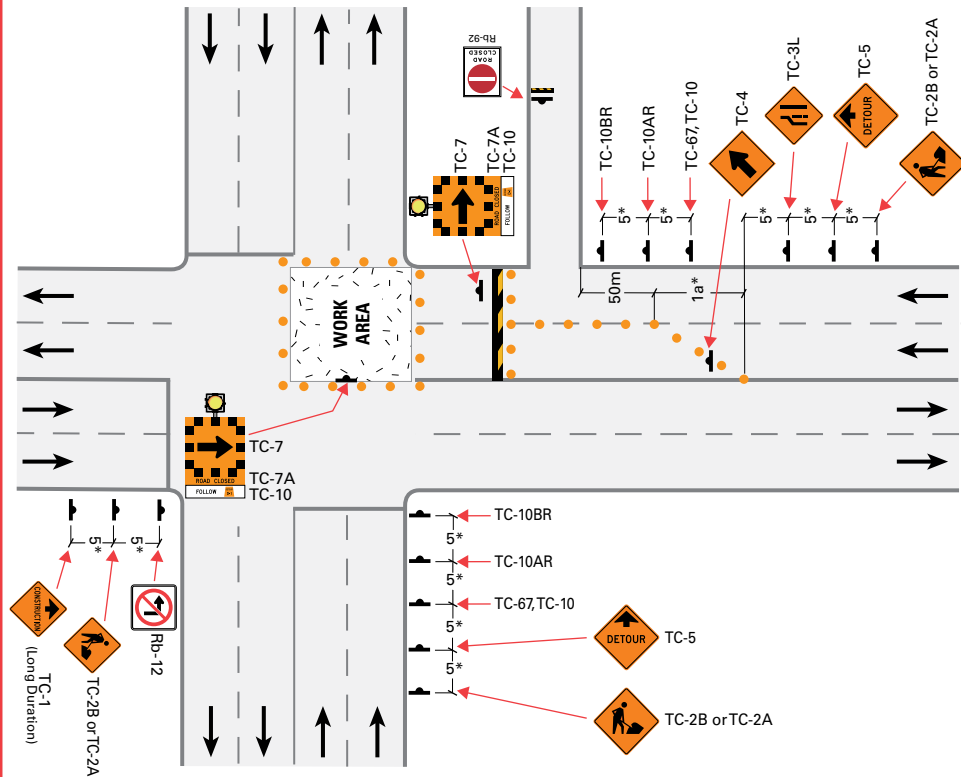 Rb-92
ROAD
CLOSED
TC-10BR
TC-10AR
TC-67, TC-10
TC-4
TC-3L
TC-5
DETOUR
TC-2B or TC-2A
5*
5*
5*
5*
5*
TC-7
TC-7A
TC-10
ROAD CLOSED
FOLLOW
50m
1a*
WORK
AREA
TC-7
TC-7A
TC-10
ROAD CLOSED
FOLLOW
5*
5*
CONSTRUCTION
TC-1
(Long Duration)
TC-2B or TC-2A
Rb-12
TC-10BR
5*
TC-10AR
5*
TC-67, TC-10
5*
DETOUR
TC-5
5*
TC-2B or TC-2A